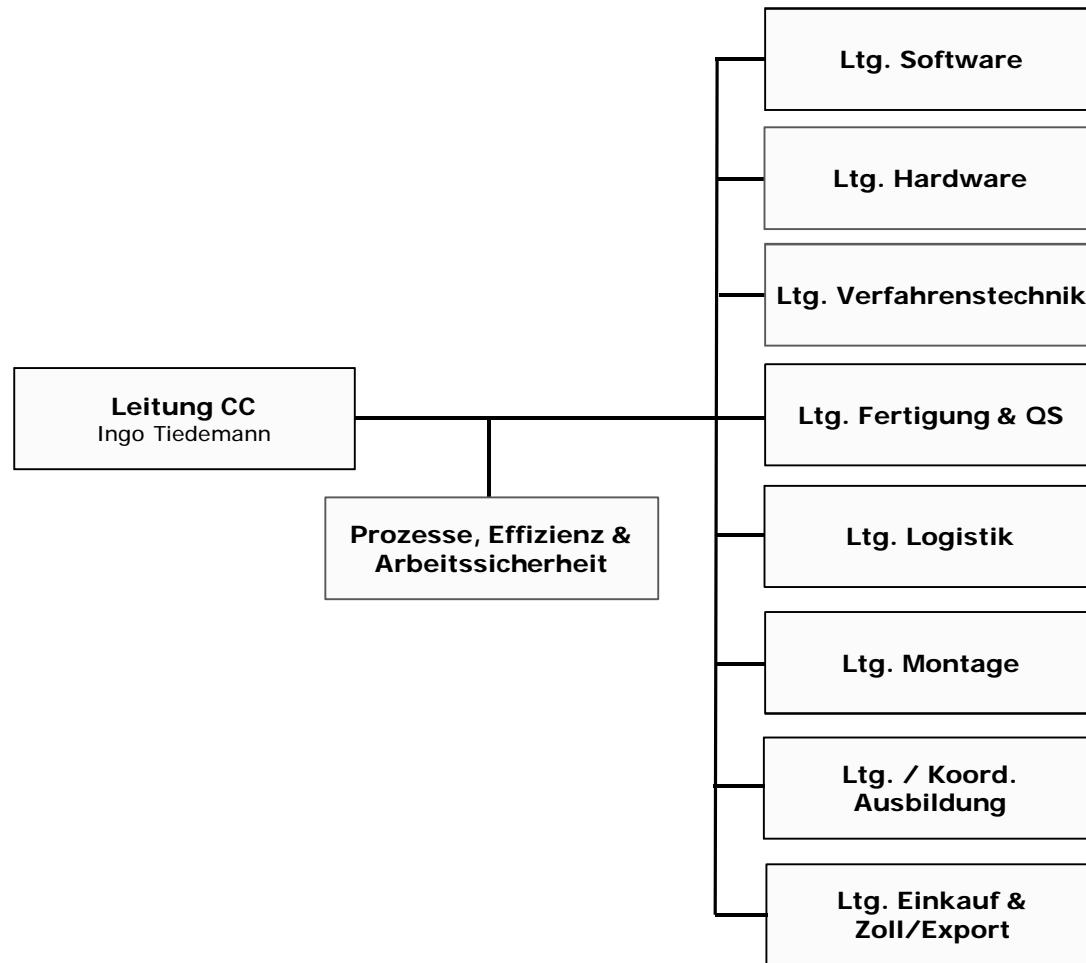 Ltg. Software
Ltg. Hardware
Ltg. Verfahrenstechnik
Leitung CC
Ingo Tiedemann
Ltg. Fertigung & QS
Prozesse, Effizienz &
Arbeitssicherheit
Ltg. Logistik
Ltg. Montage
Ltg. / Koord.
Ausbildung
Ltg. Einkauf &
Zoll/Export